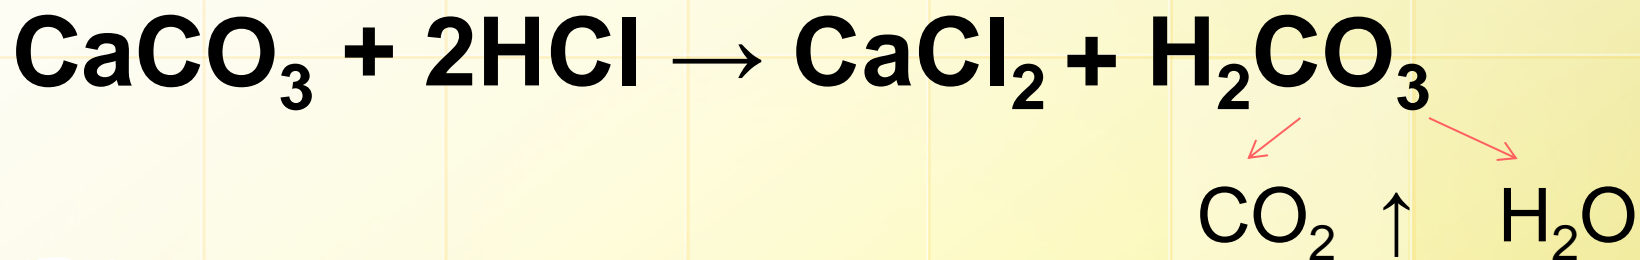 CaCO₃ + 2HCl → CaCl₂ + H₂CO₃
CO₂ ↑ H₂O